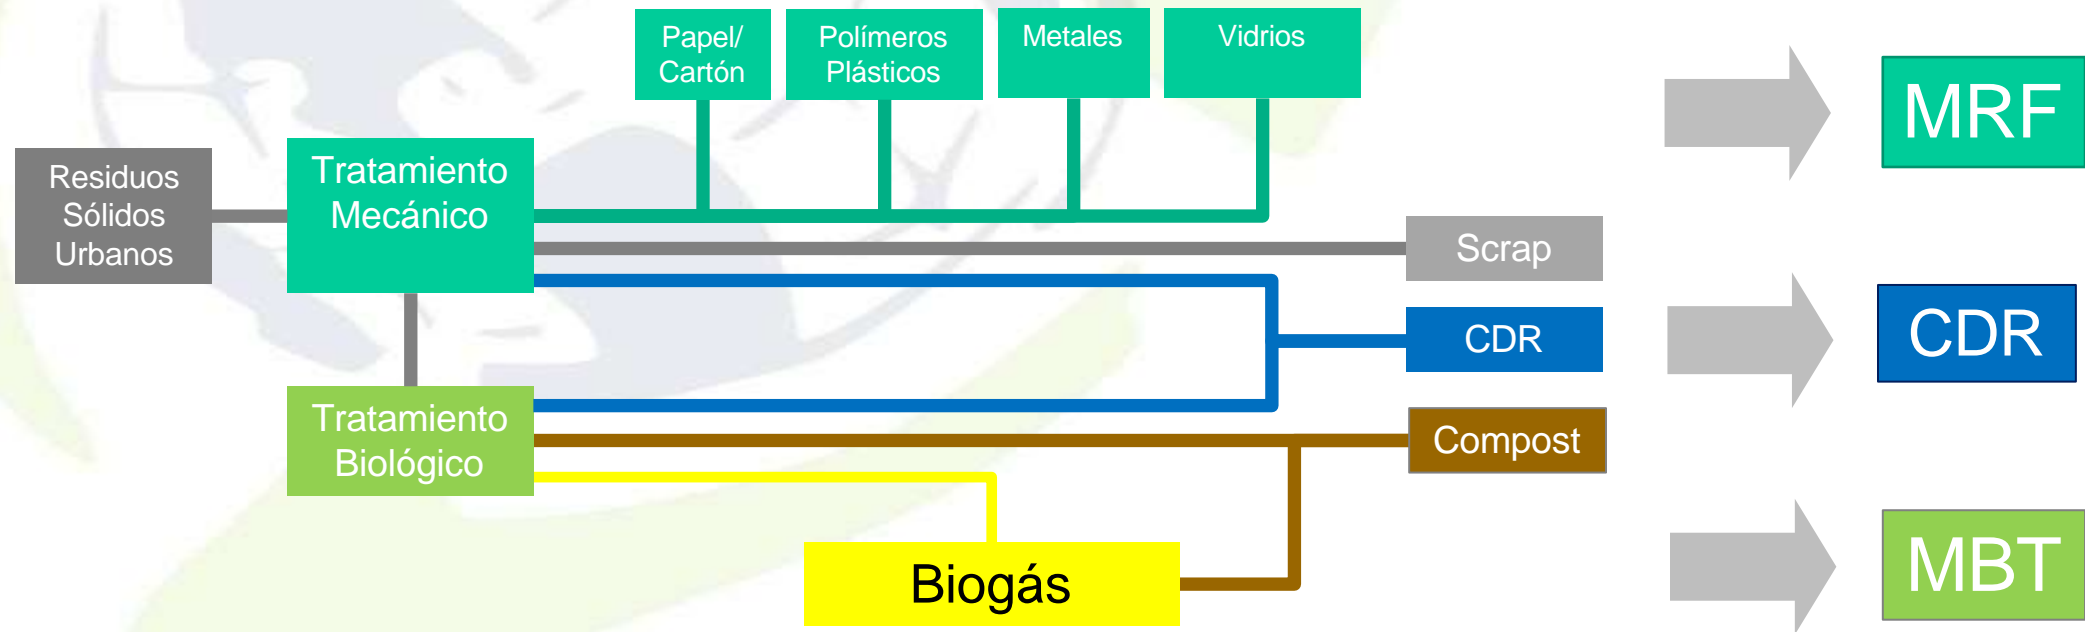 Papel/
Cartón
Polímeros
Plásticos
Metales
Vidrios
MRF
Residuos
Sólidos
Urbanos
Tratamiento
Mecánico
Scrap
CDR
CDR
Tratamiento
Biológico
Compost
Biogás
MBT